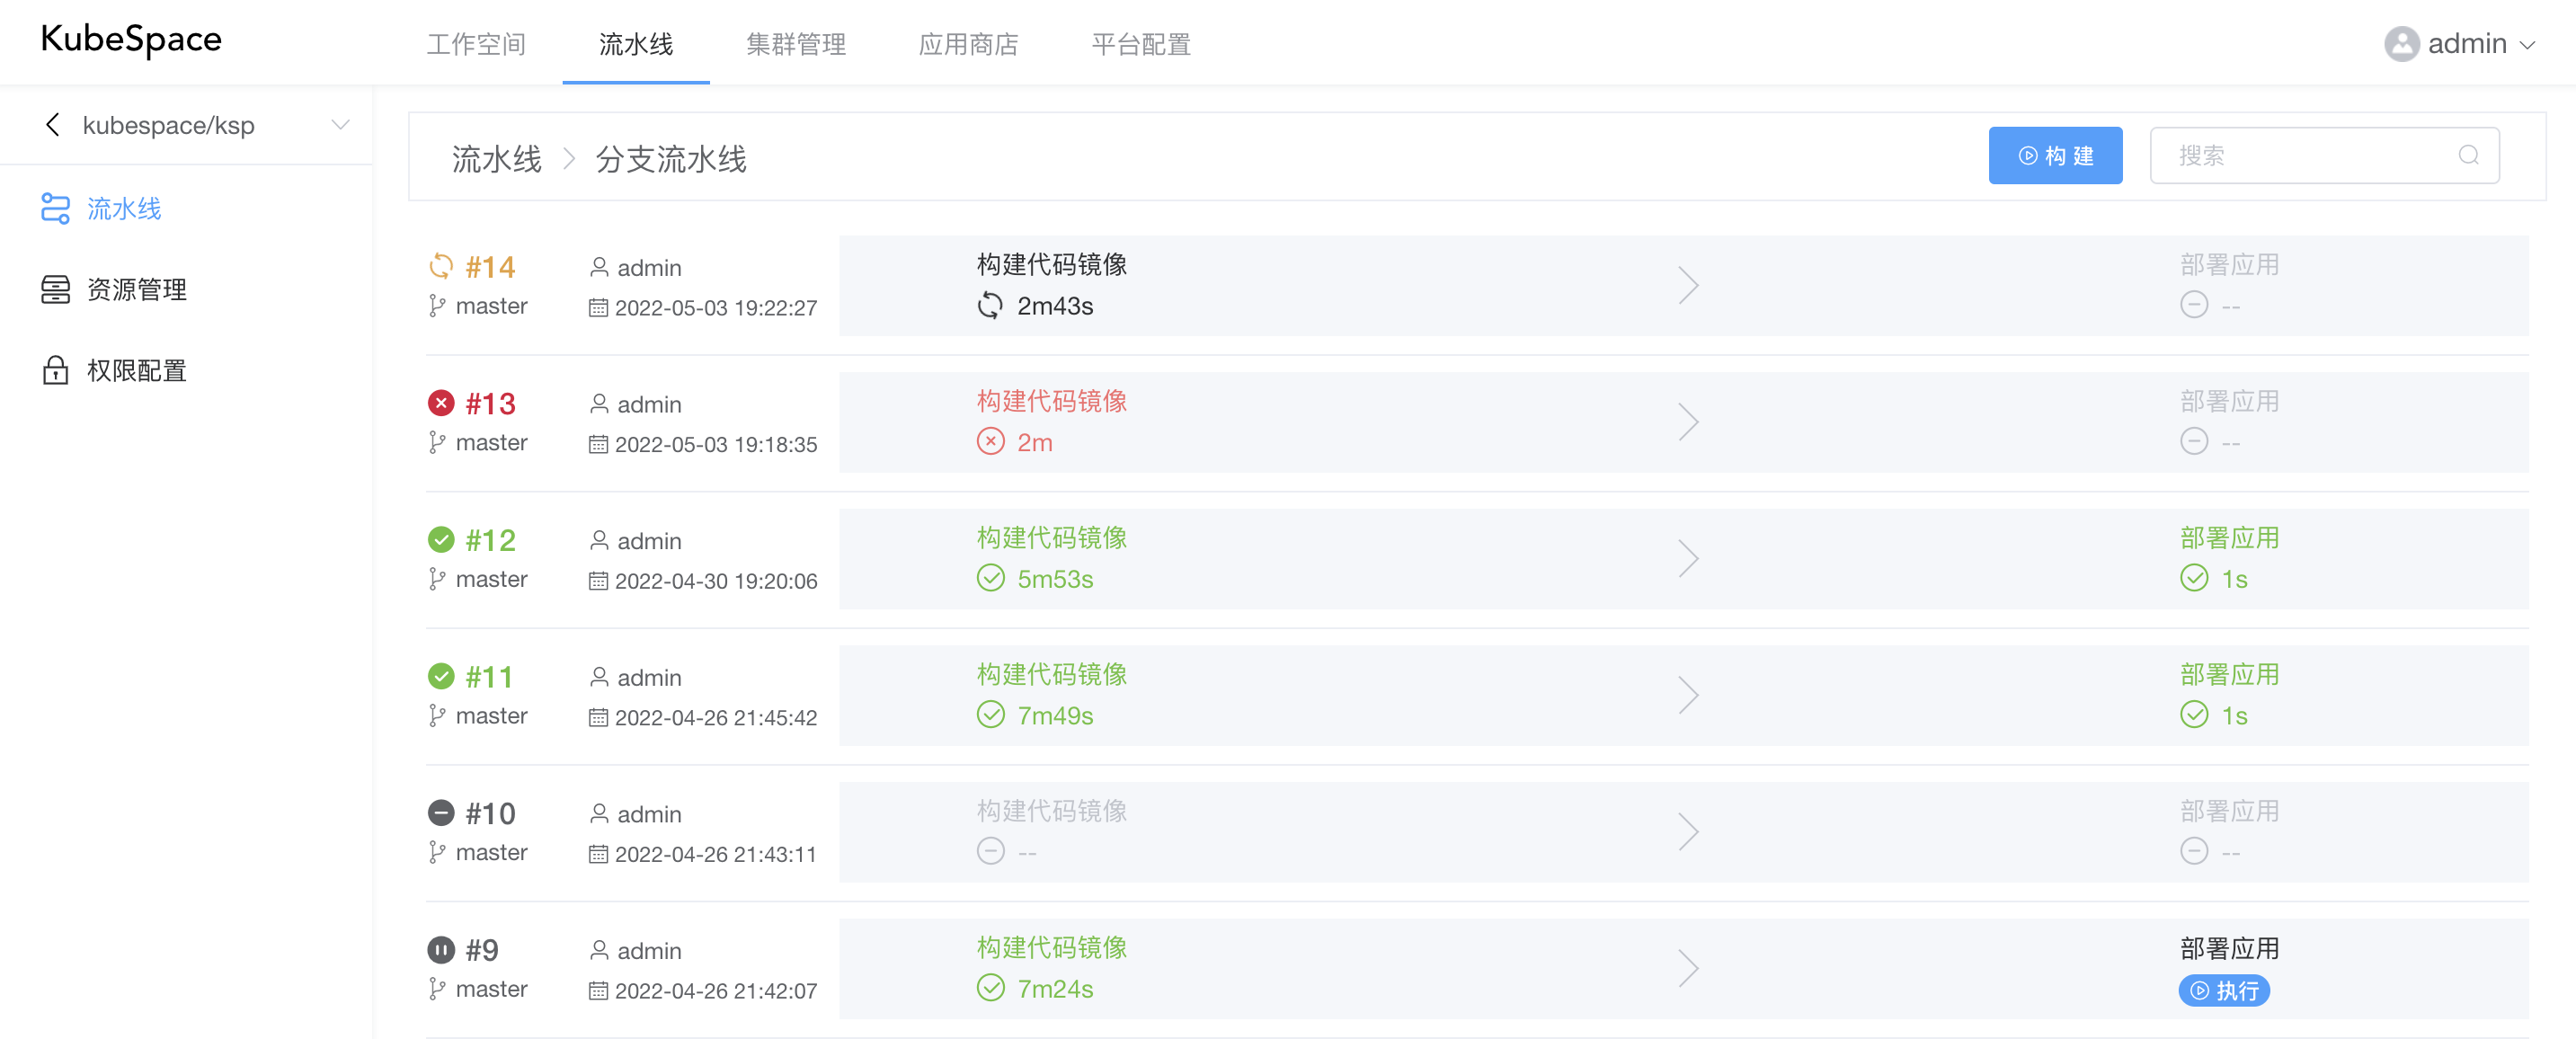 KubeSpace
工作空间
流水线
集群管理
应用商店
平台配置
admin
kubespace/ksp
流水线
资源管理
权限配置
流水线 分支流水线
构建
搜索
#14 admin 构建代码镜像 部署应用
master 2022-05-03 19:22:27 2m43s --
#13 admin 构建代码镜像 部署应用
master 2022-05-03 19:18:35 2m --
#12 admin 构建代码镜像 部署应用
master 2022-04-30 19:20:06 5m53s 1s
#11 admin 构建代码镜像 部署应用
master 2022-04-26 21:45:42 7m49s 1s
#10 admin 构建代码镜像 部署应用
master 2022-04-26 21:43:11 -- --
#9 admin 构建代码镜像 部署应用
master 2022-04-26 21:42:07 7m24s 执行